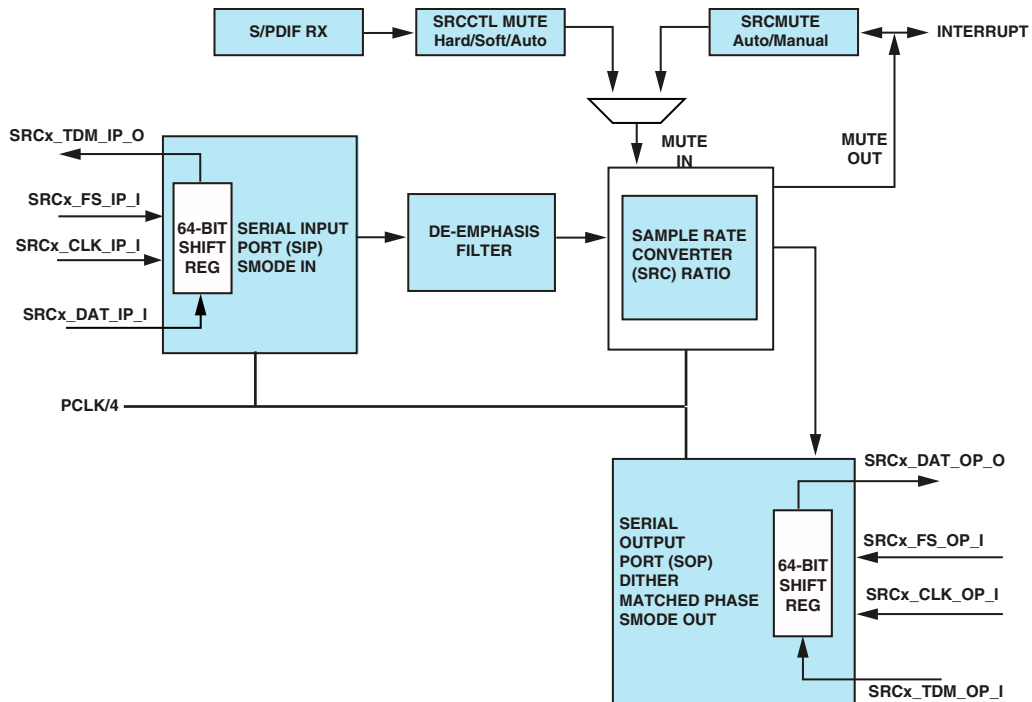 S/PDIF RX
SRCCTL MUTE
Hard/Soft/Auto
SRCMUTE
Auto/Manual
INTERRUPT
SRCx_TDM_IP_O
MUTE
IN
MUTE
OUT
SRCx_FS_IP_I
SRCx_CLK_IP_I
SRCx_DAT_IP_I
64-BIT
SHIFT
REG
SERIAL INPUT
PORT (SIP)
SMODE IN
DE-EMPHASIS
FILTER
SAMPLE RATE
CONVERTER
(SRC) RATIO
PCLK/4
SERIAL
OUTPUT
PORT (SOP)
DITHER
MATCHED PHASE
SMODE OUT
64-BIT
SHIFT
REG
SRCx_DAT_OP_O
SRCx_FS_OP_I
SRCx_CLK_OP_I
SRCx_TDM_OP_I